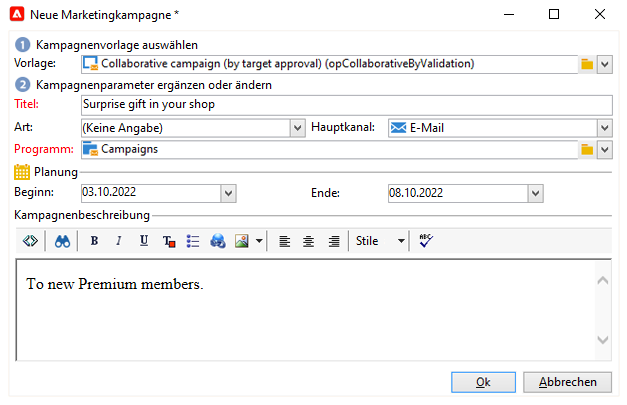 Neue Marketingkampagne *
1 Kampagnenvorlage auswählen
Vorlage: Collaborative campaign (by target approval) (opCollaborativeByValidation)
2 Kampagnenparameter ergänzen oder ändern
Titel: Surprise gift in your shop
Art: (Keine Angabe) Hauptkanal: E-Mail
Programm: Campaigns
Planung
Beginn: 03.10.2022 Ende: 08.10.2022
Kampagnenbeschreibung
B I U T Stile ABC
To new Premium members.
Ok Abbrechen